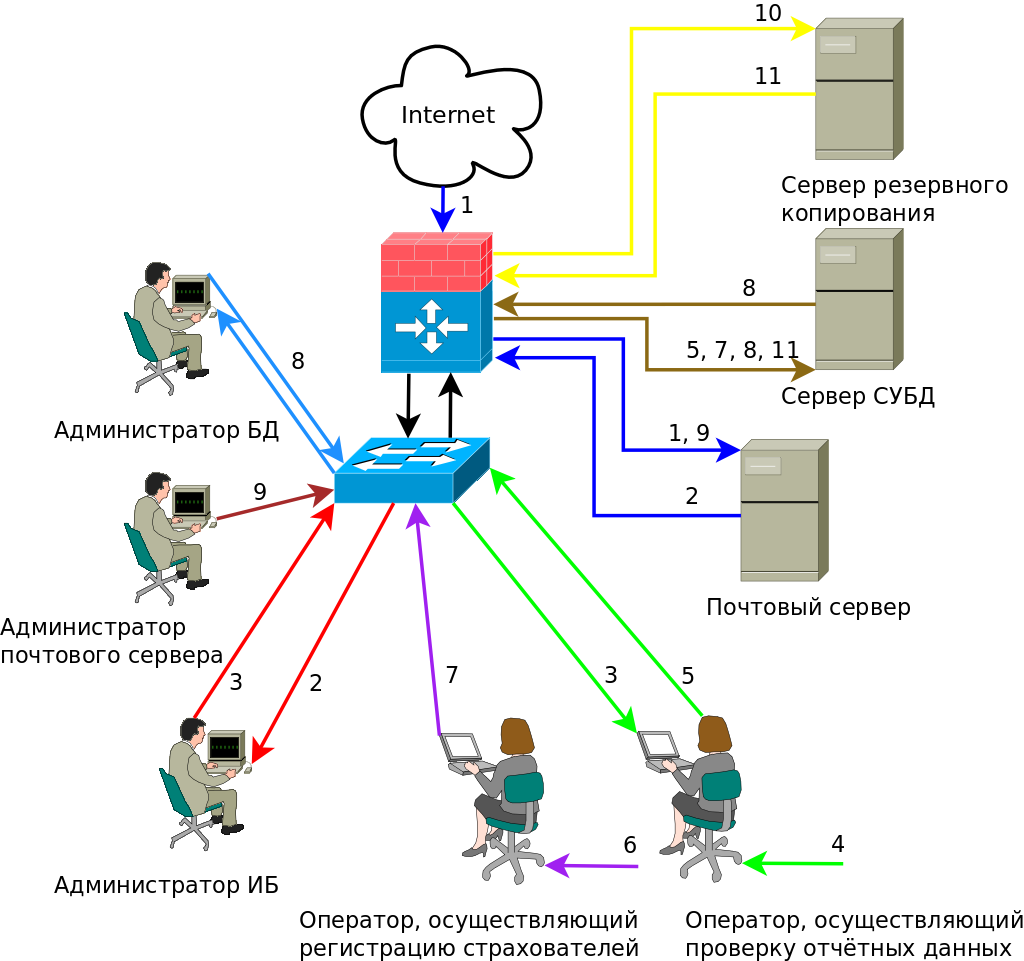 10
11
Internet
Сервер резервного
копирования
1
8
5, 7, 8, 11
Сервер СУБД
8
Администратор БД
1, 9
9
2
Почтовый сервер
Администратор
почтового сервера
3
2
7
3
5
6
4
Администратор ИБ
Оператор, осуществляющий
регистрацию страхователей
Оператор, осуществляющий
проверку отчётных данных